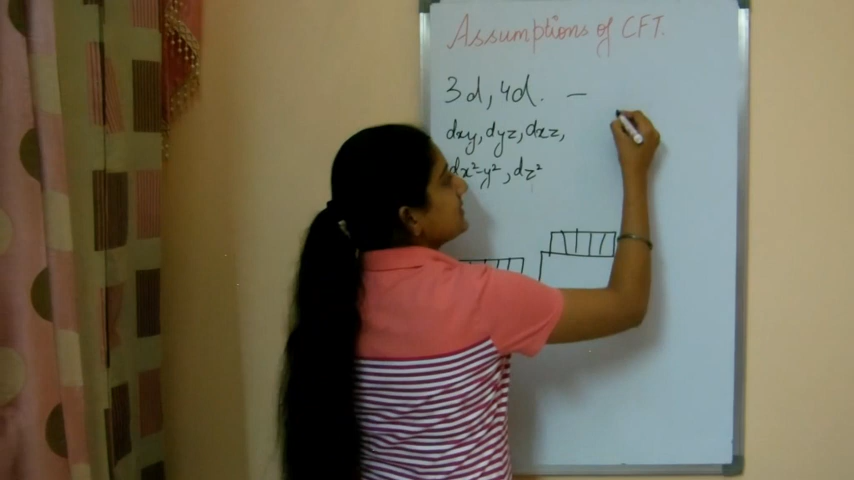 Assumptions of CFT.
3d, 4d. —
dxy, dyz, dxz,
dx²-y², dz²